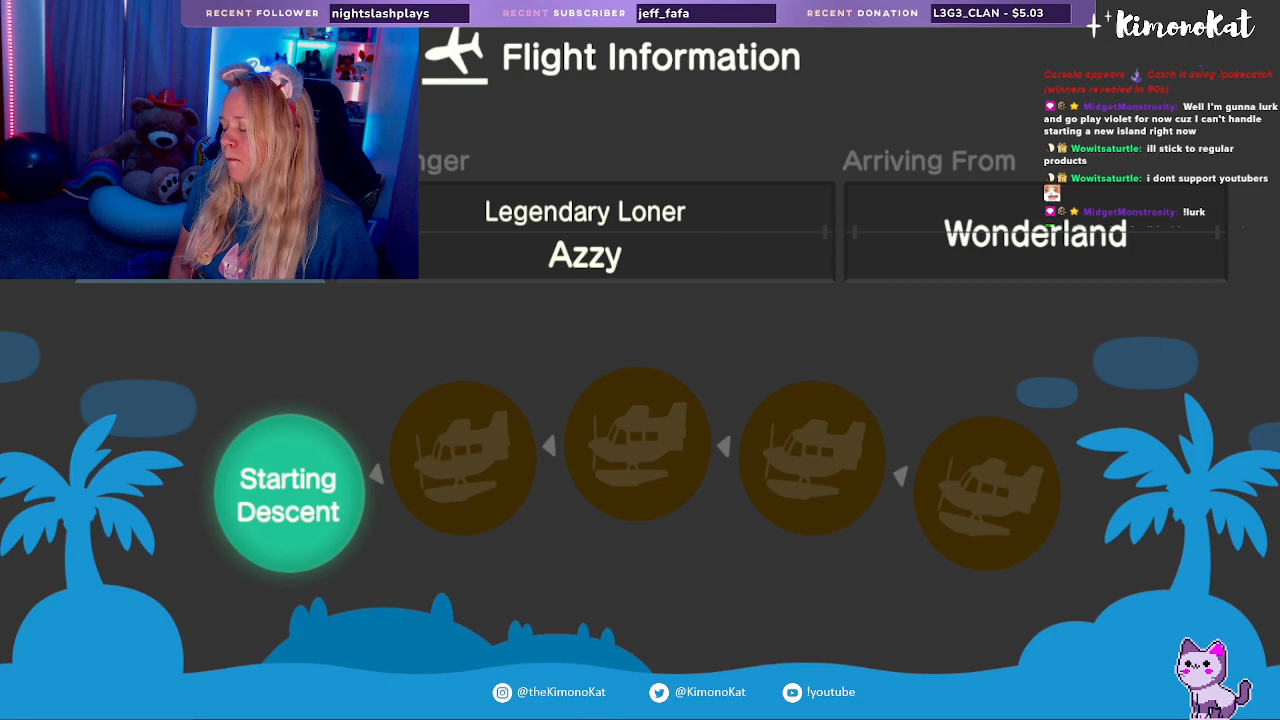 RECENT FOLLOWER nightslashplays RECENT SUBSCRIBER jeff_fafa RECENT DONATION L3G3_CLAN - $5.03
KimonoKat
Flight Information
Corsola appears Catch it using !pokecatch
(winners revealed in 90s)
MidgetMonstrosity: Well I'm gunna lurk
and go play violet for now cuz I can't handle
starting a new island right now
Wowitsaturtle: ill stick to regular
products
Wowitsaturtle: i dont support youtubers
MidgetMonstrosity: !lurk
nger
Arriving From
Legendary Loner
Azzy
Wonderland
Starting
Descent
@theKimonoKat @KimonoKat !youtube